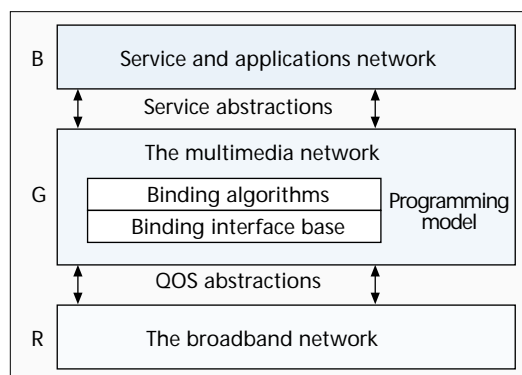 B
Service and applications network
Service abstractions
The multimedia network
G
Binding algorithms
Binding interface base
Programming
model
QOS abstractions
R
The broadband network